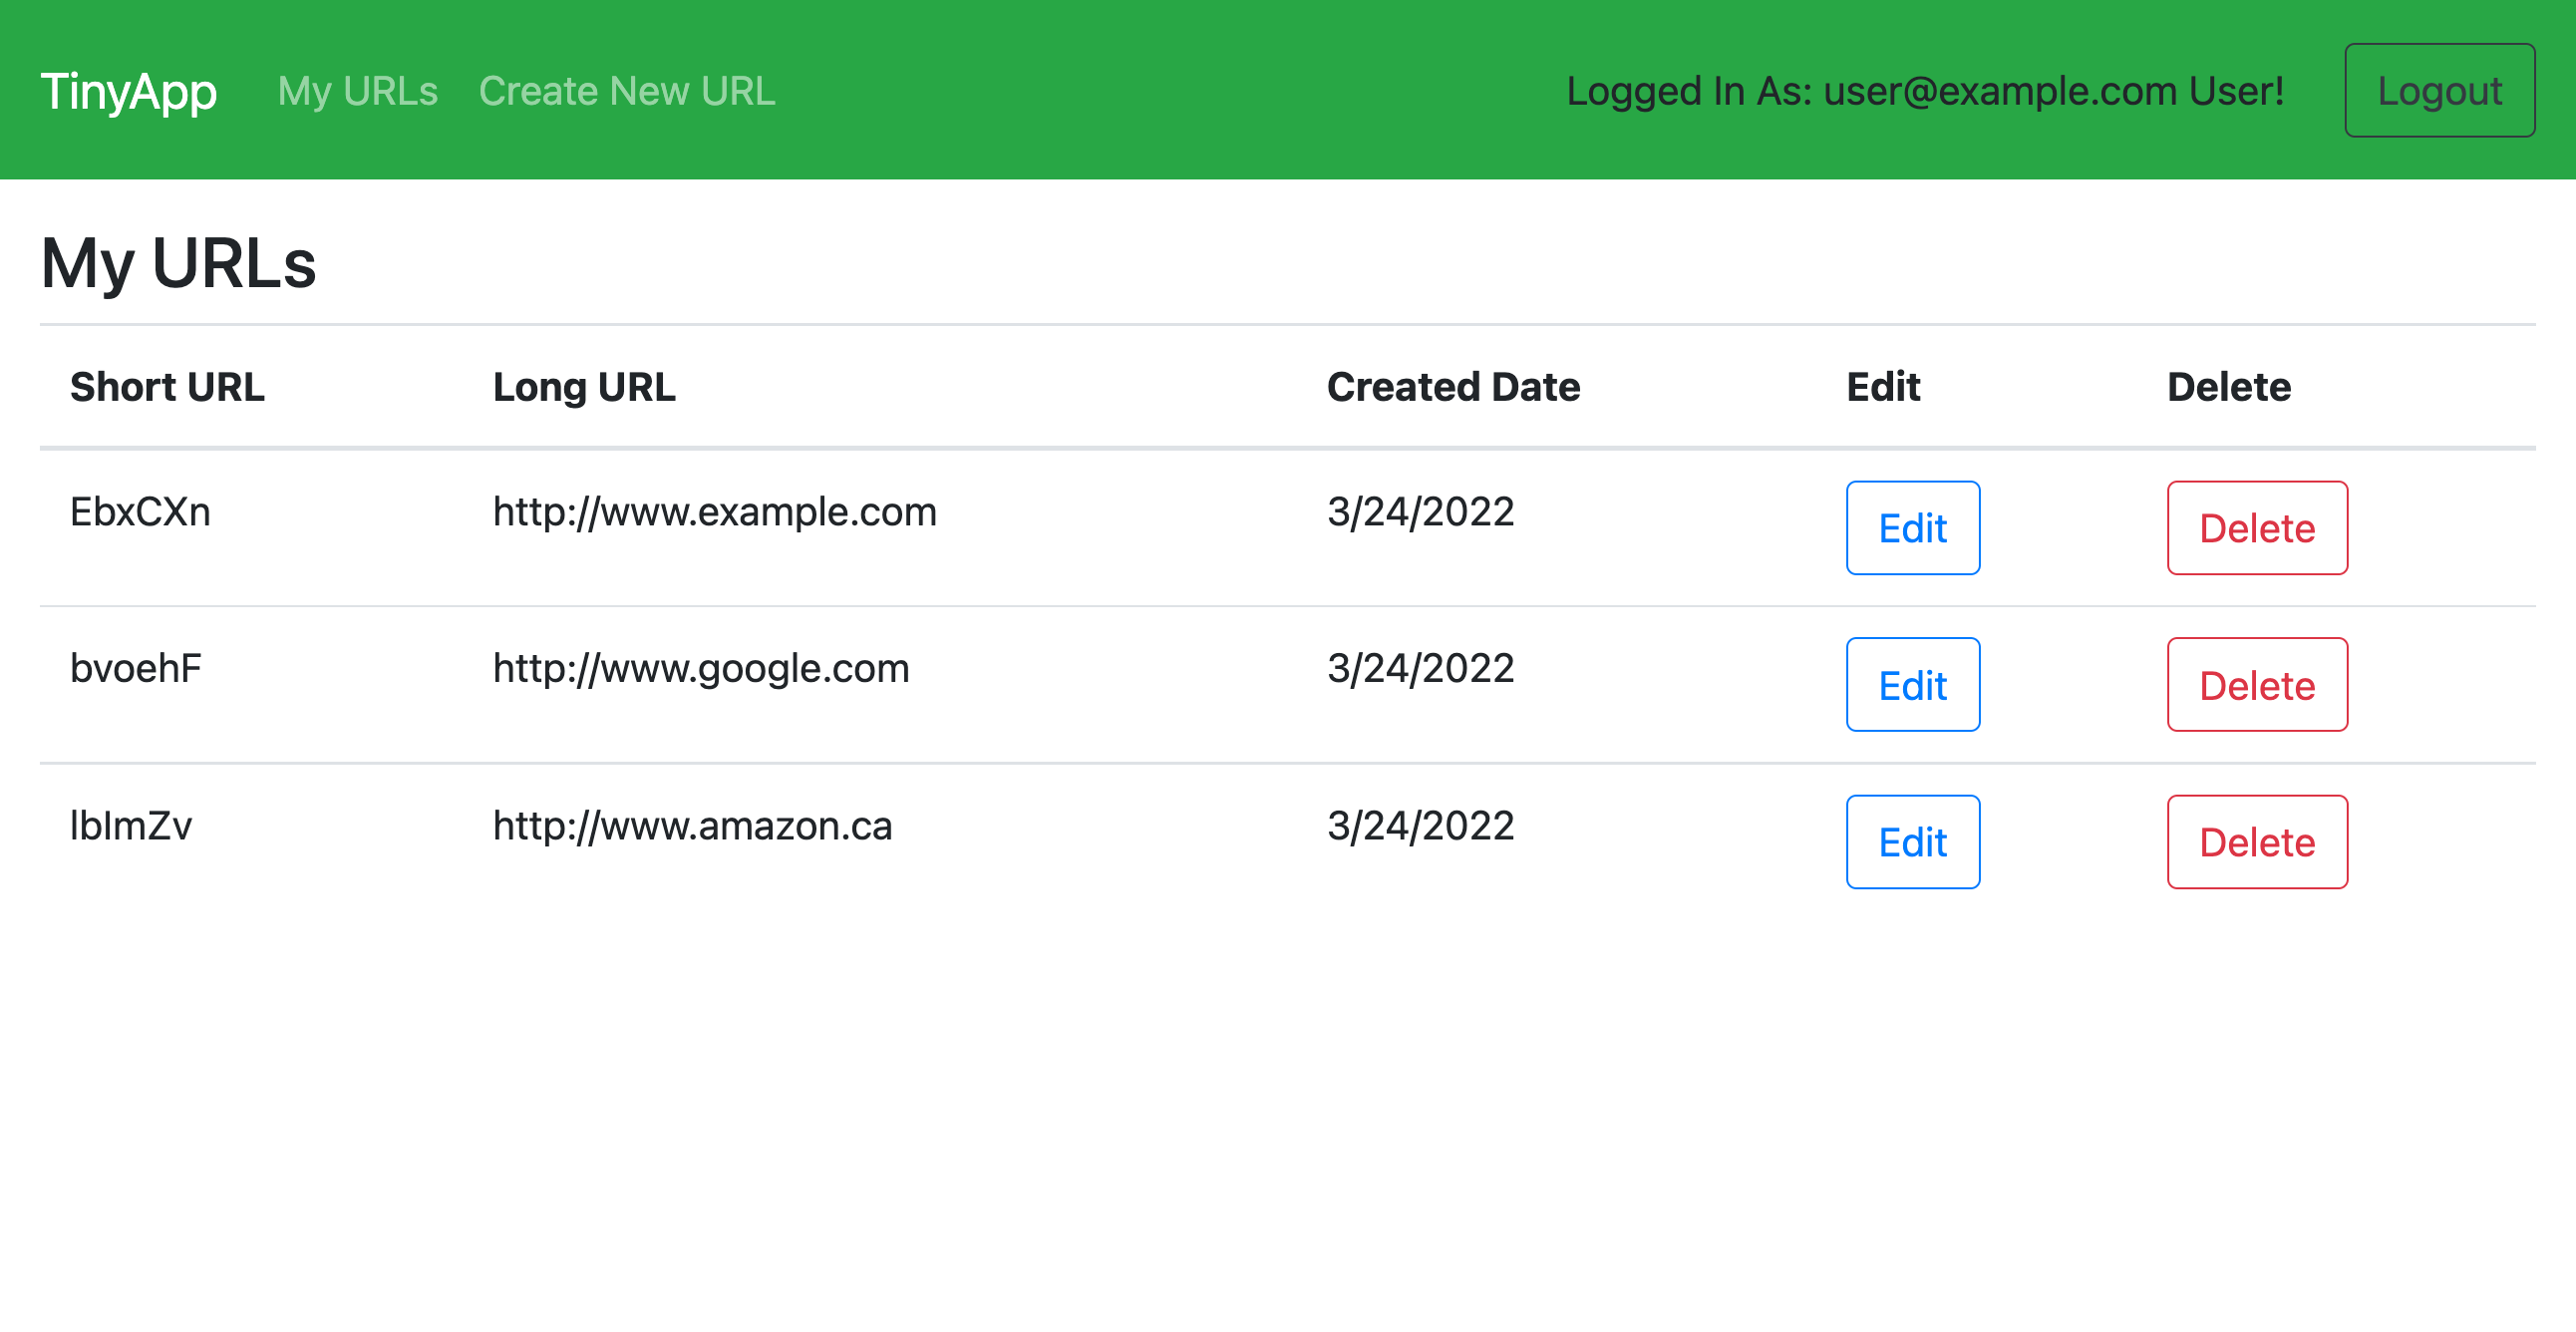 TinyApp My URLs Create New URL Logged In As: user@example.com User! Logout
My URLs
Short URL Long URL Created Date Edit Delete
EbxCXn http://www.example.com 3/24/2022 Edit Delete
bvoehF http://www.google.com 3/24/2022 Edit Delete
lbImZv http://www.amazon.ca 3/24/2022 Edit Delete